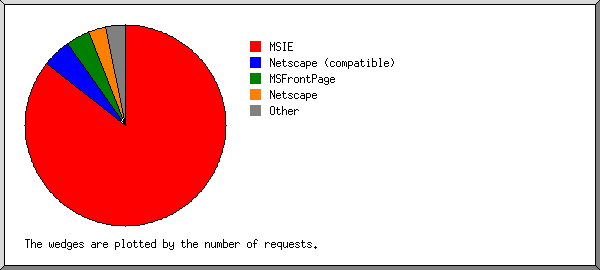 MSIE
Netscape (compatible)
MSFrontPage
Netscape
Other
The wedges are plotted by the number of requests.